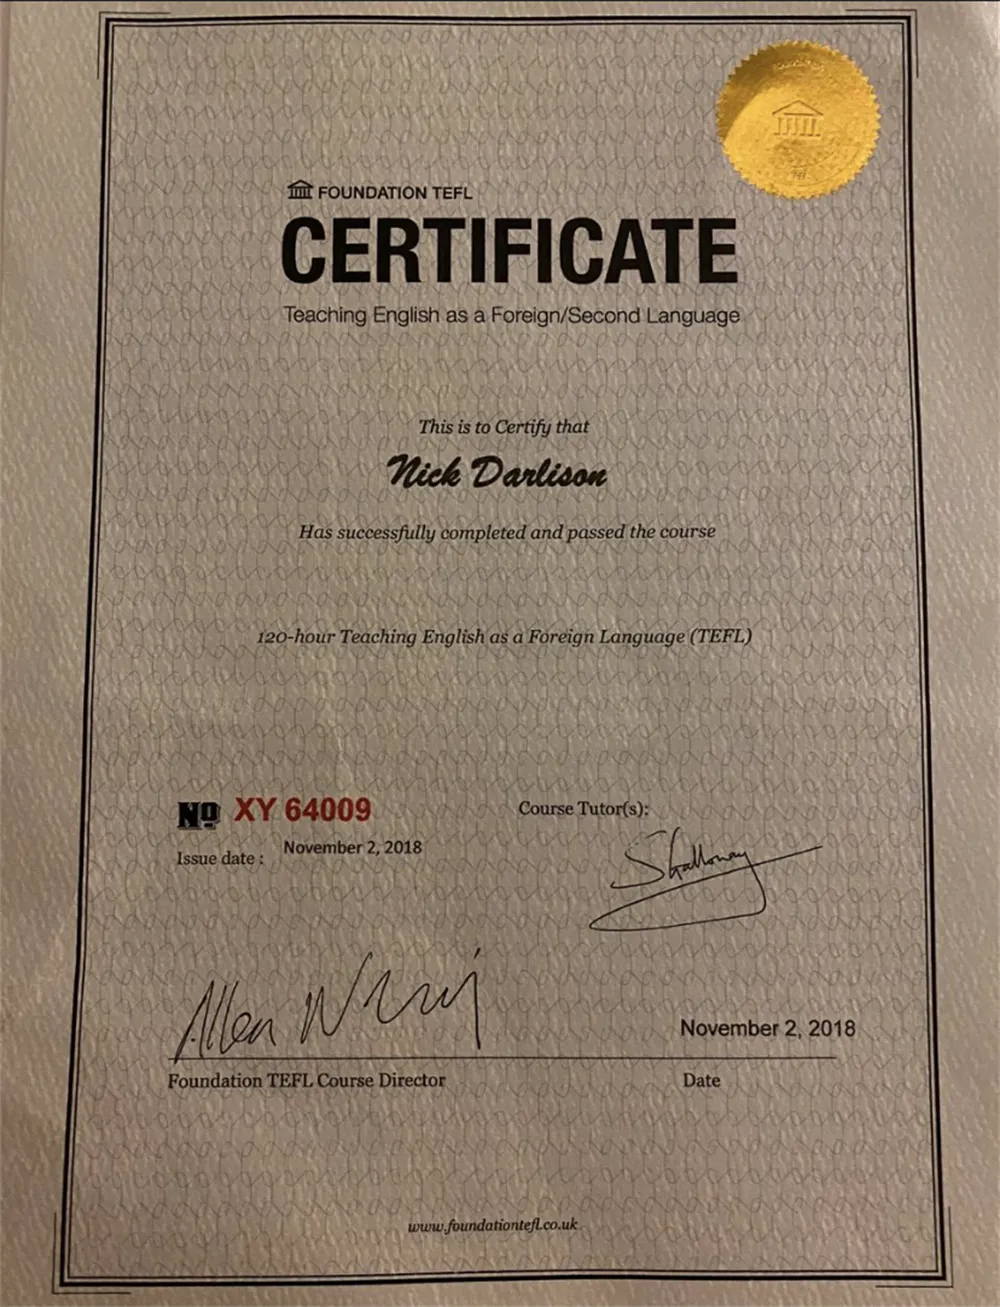 FOUNDATION TEFL
CERTIFICATE
Teaching English as a Foreign/Second Language
This is to Certify that
Nick Darlison
Has successfully completed and passed the course
120-hour Teaching English as a Foreign Language (TEFL)
No XY 64009
Issue date : November 2, 2018
Course Tutor(s):
November 2, 2018
Foundation TEFL Course Director
Date
www.foundationtefl.co.uk